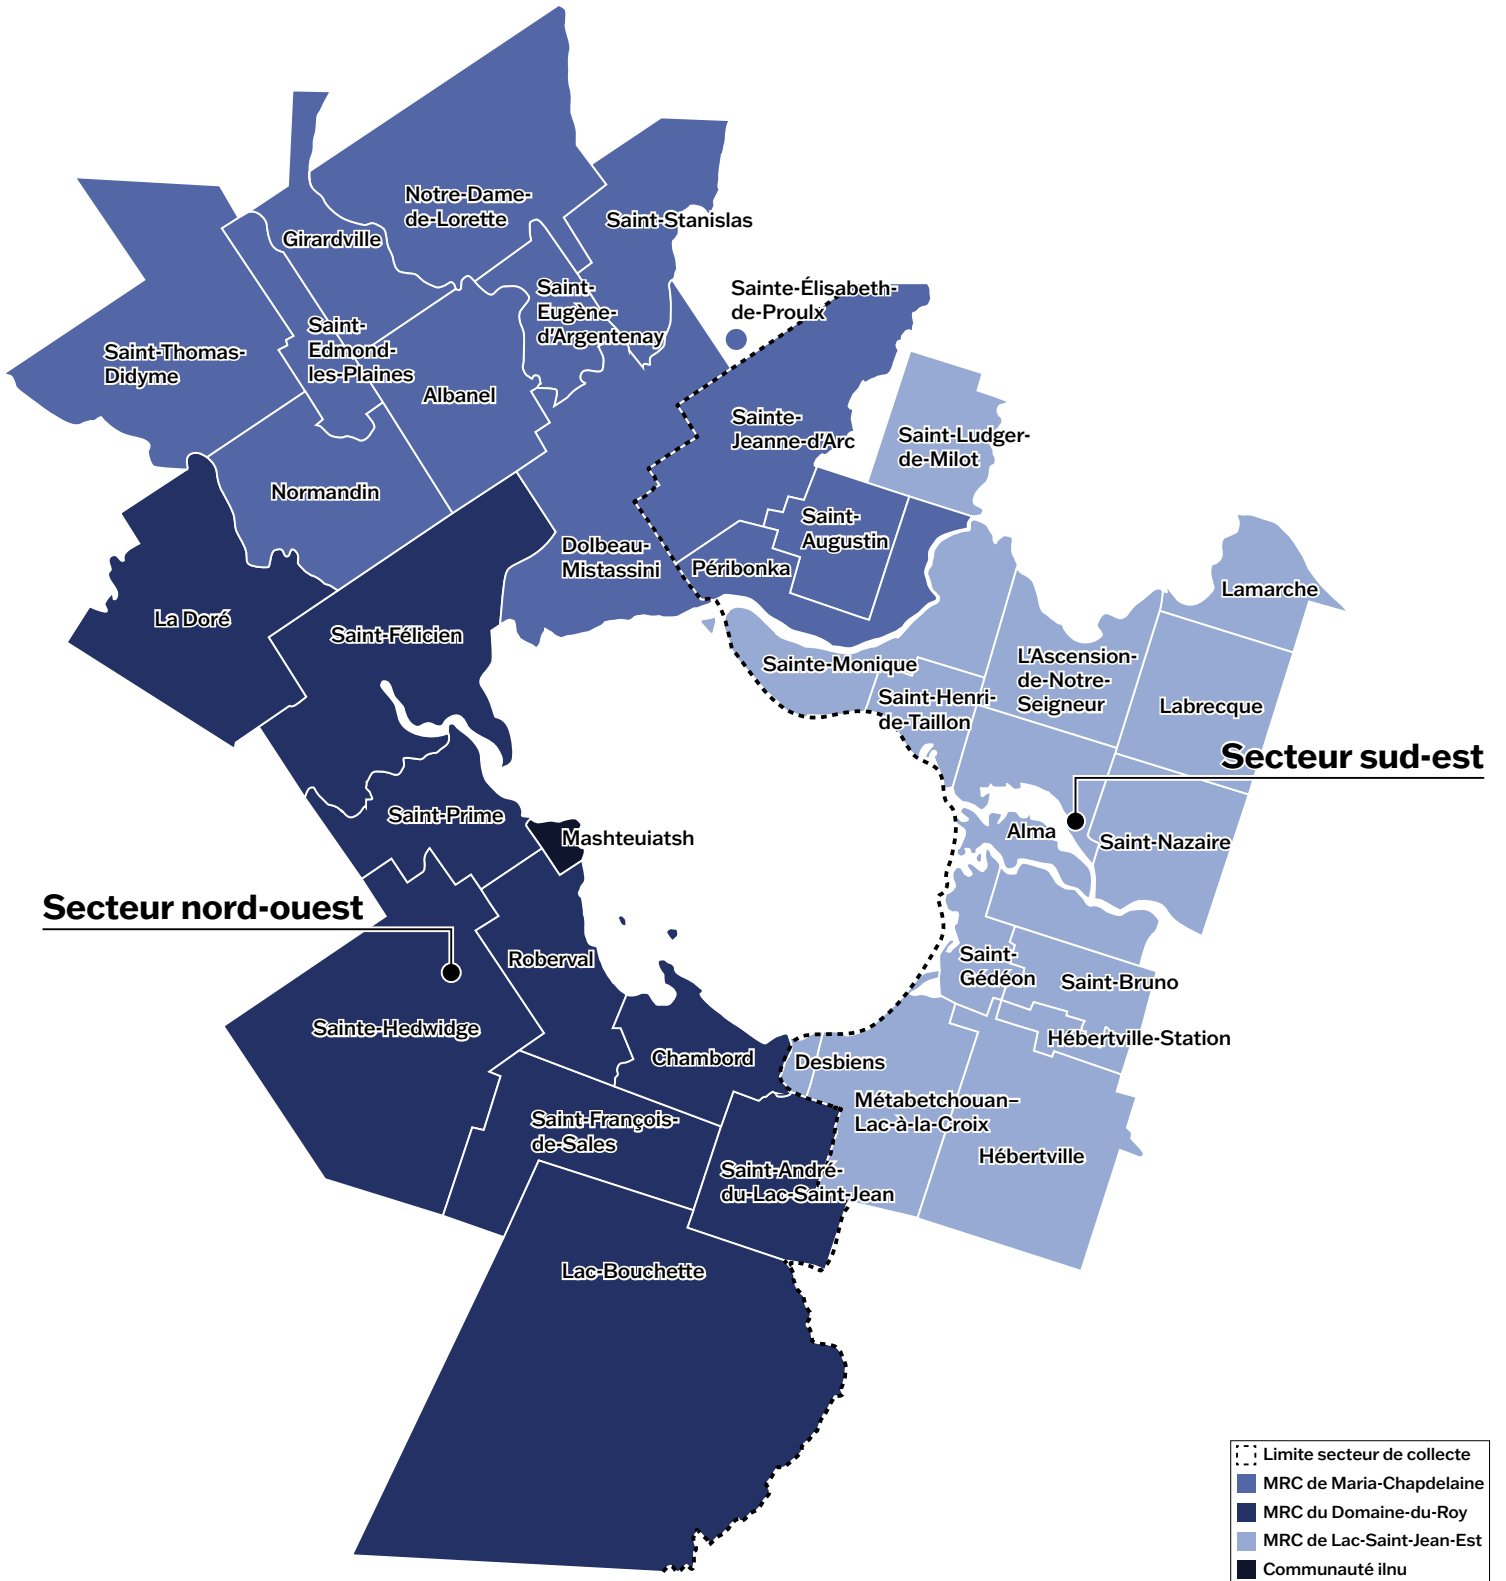 Notre-Dame-
de-Lorette
Saint-Stanislas
Girardville
Sainte-Élisabeth-
de-Proulx
Saint-
Eugène-
d'Argentenay
Saint-
Edmond-
les-Plaines
Saint-Thomas-
Didyme
Albanel
Sainte-
Jeanne-d'Arc
Saint-Ludger-
de-Milot
Normandin
Saint-
Augustin
Dolbeau-
Mistassini
Péribonka
Lamarche
La Doré
Saint-Félicien
Sainte-Monique
L'Ascension-
de-Notre-
Seigneur
Saint-Henri-
de-Taillon
Labrecque
Secteur sud-est
Saint-Prime
Mashteuiatsh
Alma
Saint-Nazaire
Secteur nord-ouest
Roberval
Saint-
Gédéon
Saint-Bruno
Sainte-Hedwidge
Hébertville-Station
Chambord
Desbiens
Métabetchouan–
Lac-à-la-Croix
Saint-François-
de-Sales
Hébertville
Saint-André-
du-Lac-Saint-Jean
Lac-Bouchette
Limite secteur de collecte
MRC de Maria-Chapdelaine
MRC du Domaine-du-Roy
MRC de Lac-Saint-Jean-Est
Communauté ilnu